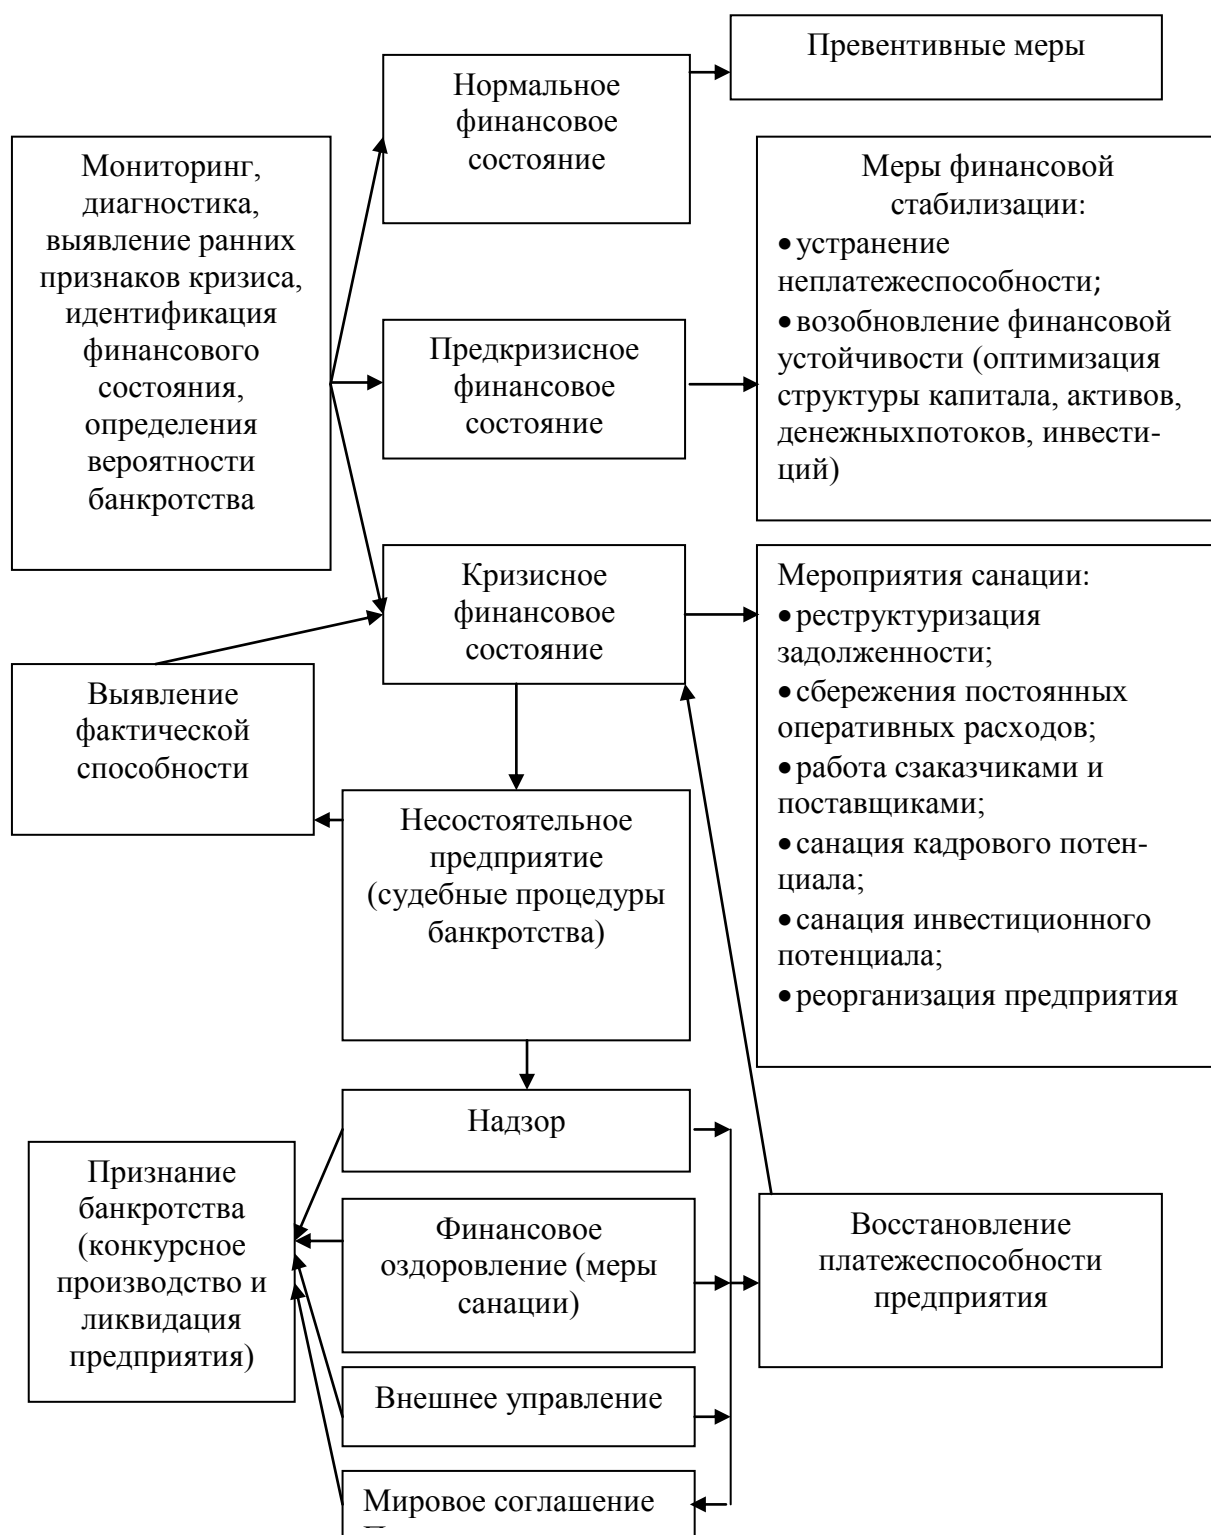 Превентивные меры
Нормальное
финансовое
состояние
Мониторинг,
диагностика,
выявление ранних
признаков кризиса,
идентификация
финансового
состояния,
определения
вероятности
банкротства
Меры финансовой
стабилизации:
•устранение
неплатежеспособности;
•возобновление финансовой
устойчивости (оптимизация
структуры капитала, активов,
денежныхпотоков, инвести-
ций)
Предкризисное
финансовое
состояние
Кризисное
финансовое
состояние
Мероприятия санации:
•реструктуризация
задолженности;
•сбережения постоянных
оперативных расходов;
•работа сзаказчиками и
поставщиками;
•санация кадрового потен-
циала;
•санация инвестиционного
потенциала;
•реорганизация предприятия
Выявление
фактической
способности
Несостоятельное
предприятие
(судебные процедуры
банкротства)
Надзор
Признание
банкротства
(конкурсное
производство и
ликвидация
предприятия)
Финансовое
оздоровление (меры
санации)
Восстановление
платежеспособности
предприятия
Внешнее управление
Мировое соглашение